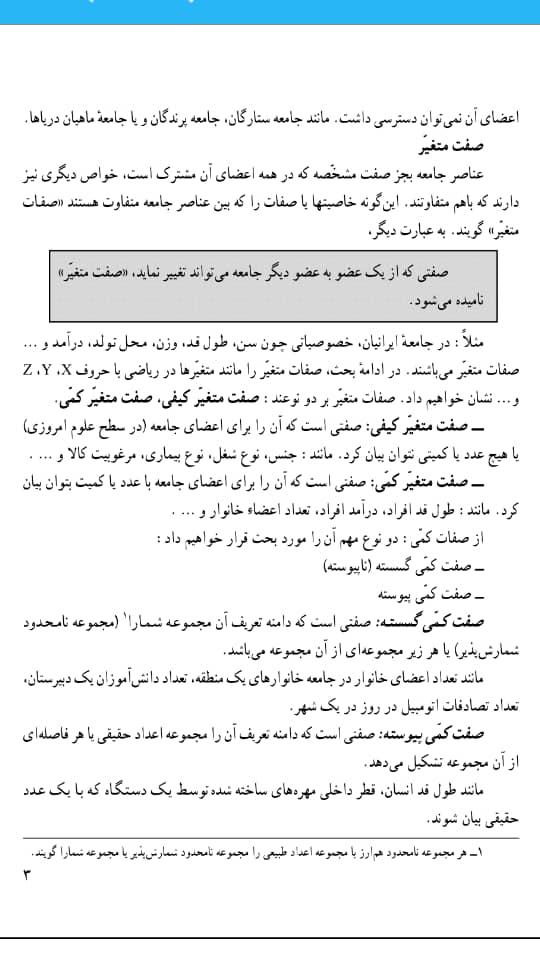 اعضای آن نمی‌توان دسترسی داشت. مانند جامعه ستارگان، جامعه پرندگان و یا جامعهٔ ماهیان دریاها.
صفت متغیّر
عناصر جامعه بجز صفت مشخّصه که در همه اعضای آن مشترک است، خواص دیگری نیز
دارند که باهم متفاوتند. این‌گونه خاصیتها یا صفات را که بین عناصر جامعه متفاوت هستند «صفات
متغیّر» گویند. به عبارت دیگر،
صفتی که از یک عضو به عضو دیگر جامعه می‌تواند تغییر نماید، «صفت متغیّر»
نامیده می‌شود.
مثلاً : در جامعهٔ ایرانیان، خصوصیاتی چون سن، طول قد، وزن، محل تولد، درآمد و ...
صفات متغیّر می‌باشند. در ادامهٔ بحث، صفات متغیّر را مانند متغیّرها در ریاضی با حروف X، Y، Z
و... نشان خواهیم داد. صفات متغیّر بر دو نوعند : صفت متغیّر کیفی، صفت متغیّر کمّی.
ـــ صفت متغیّر کیفی: صفتی است که آن را برای اعضای جامعه (در سطح علوم امروزی)
با هیچ عدد یا کمیتی نتوان بیان کرد. مانند : جنس، نوع شغل، نوع بیماری، مرغوبیت کالا و ... .
ـــ صفت متغیّر کمّی: صفتی است که آن را برای اعضای جامعه با عدد یا کمیت بتوان بیان
کرد. مانند : طول قد افراد، درآمد افراد، تعداد اعضاء خانوار و ... .
از صفات کمّی : دو نوع مهم آن را مورد بحث قرار خواهیم داد :
ـــ صفت کمّی گسسته (ناپیوسته)
ـــ صفت کمّی پیوسته
صفت کمّی گسسته: صفتی است که دامنه تعریف آن مجموعه شمارا۱ (مجموعه نامحدود
شمارش‌پذیر) یا هر زیر مجموعه‌ای از آن مجموعه می‌باشد.
مانند تعداد اعضای خانوار در جامعه خانوارهای یک منطقه، تعداد دانش‌آموزان یک دبیرستان،
تعداد تصادفات اتومبیل در روز در یک شهر.
صفت کمّی پیوسته: صفتی است که دامنه تعریف آن را مجموعه اعداد حقیقی یا هر فاصله‌ای
از آن مجموعه تشکیل می‌دهد.
مانند طول قد انسان، قطر داخلی مهره‌های ساخته شده توسط یک دستگاه که با یک عدد
حقیقی بیان شوند.
۱ــ هر مجموعه نامحدود هم‌ارز با مجموعه اعداد طبیعی را مجموعه نامحدود شمارش‌پذیر یا مجموعه شمارا گویند.
۳